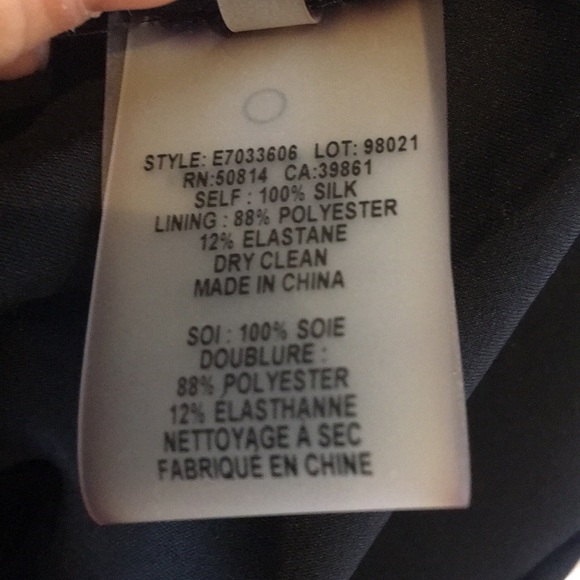 STYLE: E7033606 LOT: 98021
RN:50814 CA:39861
SELF : 100% SILK
LINING : 88% POLYESTER
12% ELASTANE
DRY CLEAN
MADE IN CHINA
SOI : 100% SOIE
DOUBLURE :
88% POLYESTER
12% ÉLASTHANNE
NETTOYAGE A SEC
FABRIQUÉ EN CHINE